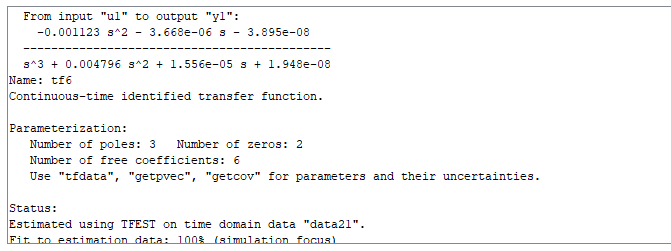 From input "u1" to output "y1":
-0.001123 s^2 - 3.668e-06 s - 3.895e-08
-----------------------------------------
s^3 + 0.004796 s^2 + 1.556e-05 s + 1.948e-08
Name: tf6
Continuous-time identified transfer function.
Parameterization:
Number of poles: 3   Number of zeros: 2
Number of free coefficients: 6
Use "tfdata", "getpvec", "getcov" for parameters and their uncertainties.
Status:
Estimated using TFEST on time domain data "data21".
Fit to estimation data: 100% (simulation focus)